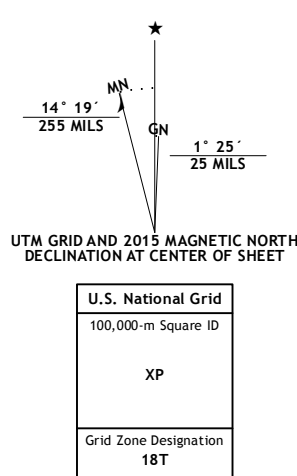 ★
MN
GN
14° 19´
255 MILS
1° 25´
25 MILS
UTM GRID AND 2015 MAGNETIC NORTH
DECLINATION AT CENTER OF SHEET
U.S. National Grid
100,000-m Square ID
XP
Grid Zone Designation
18T